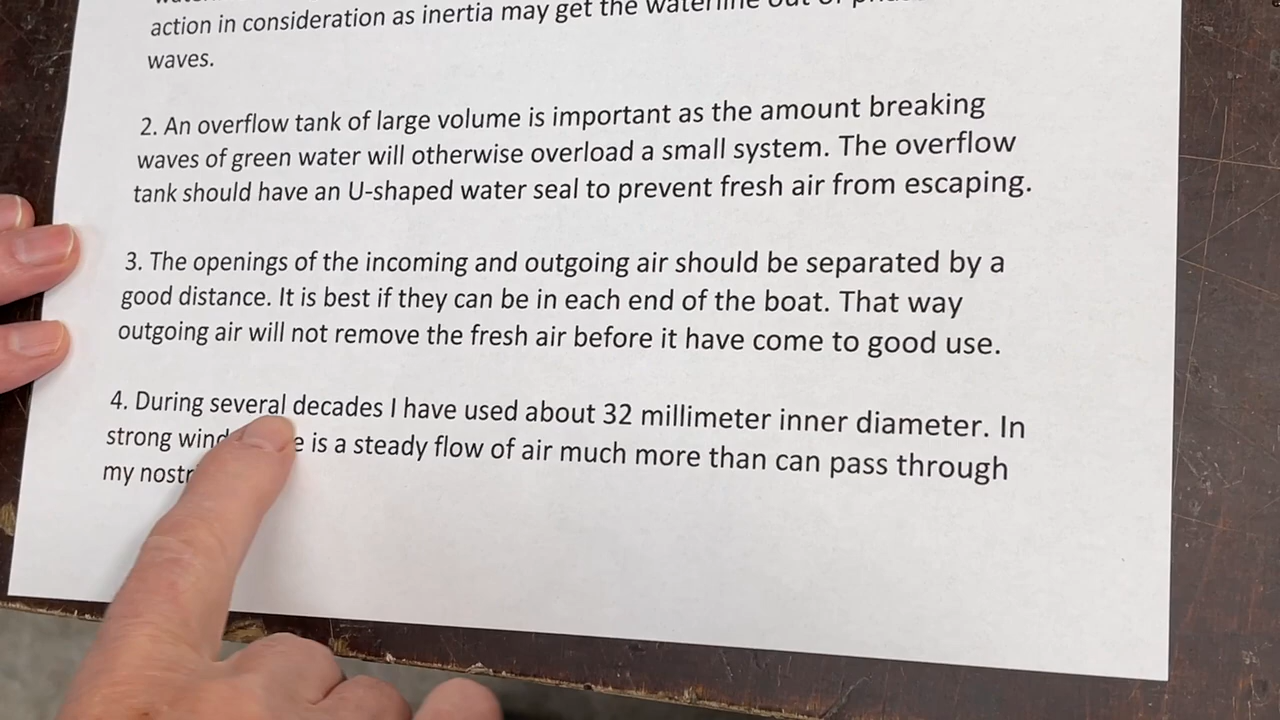 action in consideration as inertia may get the waterline out of
waves.
2. An overflow tank of large volume is important as the amount breaking
waves of green water will otherwise overload a small system. The overflow
tank should have an U-shaped water seal to prevent fresh air from escaping.
3. The openings of the incoming and outgoing air should be separated by a
good distance. It is best if they can be in each end of the boat. That way
outgoing air will not remove the fresh air before it have come to good use.
4. During several decades I have used about 32 millimeter inner diameter. In
strong is a steady flow of air much more than can pass through
my